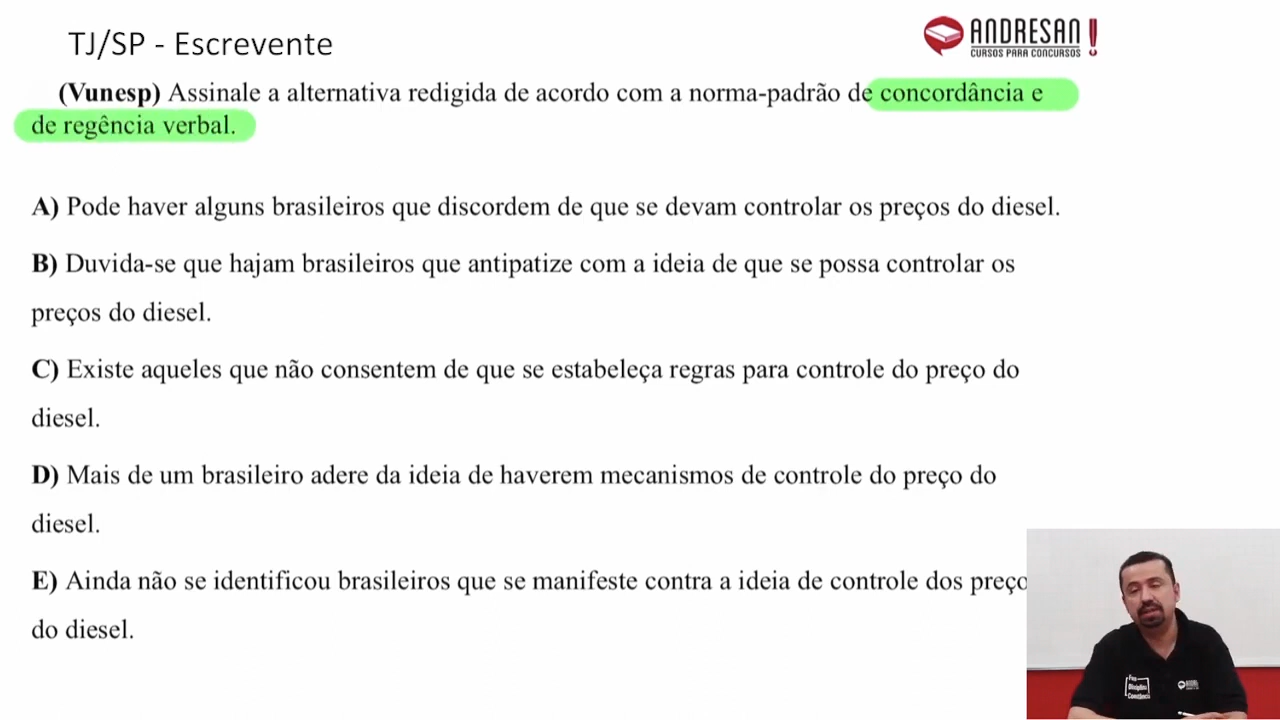 TJ/SP - Escrevente
ANDRESAN!
CURSOS PARA CONCURSOS
(Vunesp) Assinale a alternativa redigida de acordo com a norma-padrão de concordância e
de regência verbal.
A) Pode haver alguns brasileiros que discordem de que se devam controlar os preços do diesel.
B) Duvida-se que hajam brasileiros que antipatize com a ideia de que se possa controlar os
preços do diesel.
C) Existe aqueles que não consentem de que se estabeleça regras para controle do preço do
diesel.
D) Mais de um brasileiro adere da ideia de haverem mecanismos de controle do preço do
diesel.
E) Ainda não se identificou brasileiros que se manifeste contra a ideia de controle dos preço
do diesel.
Disciplina